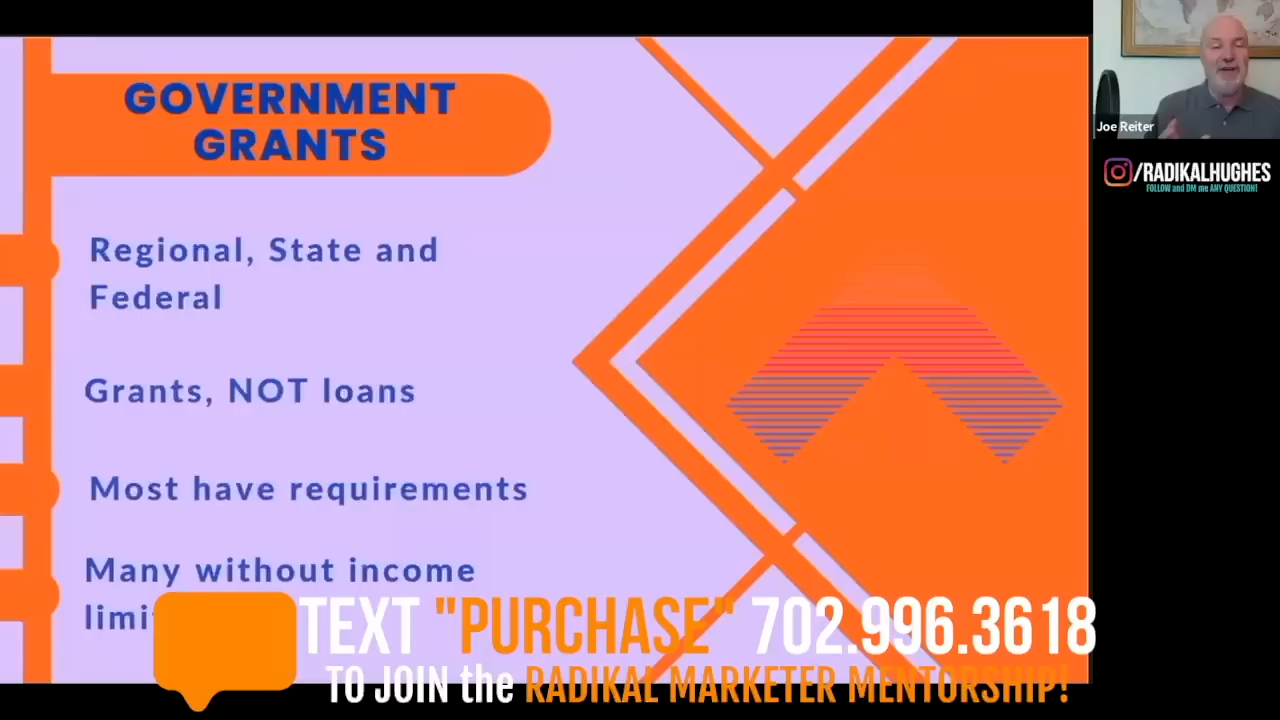 GOVERNMENT
GRANTS
Regional, State and
Federal
Grants, NOT loans
Most have requirements
Many without income
TEXT "PURCHASE" 702.996.3618
TO JOIN the RADIKAL MARKETER MENTORSHIP!
Joe Reiter
/RADIKALHUGHES
FOLLOW and DM me ANY QUESTION!